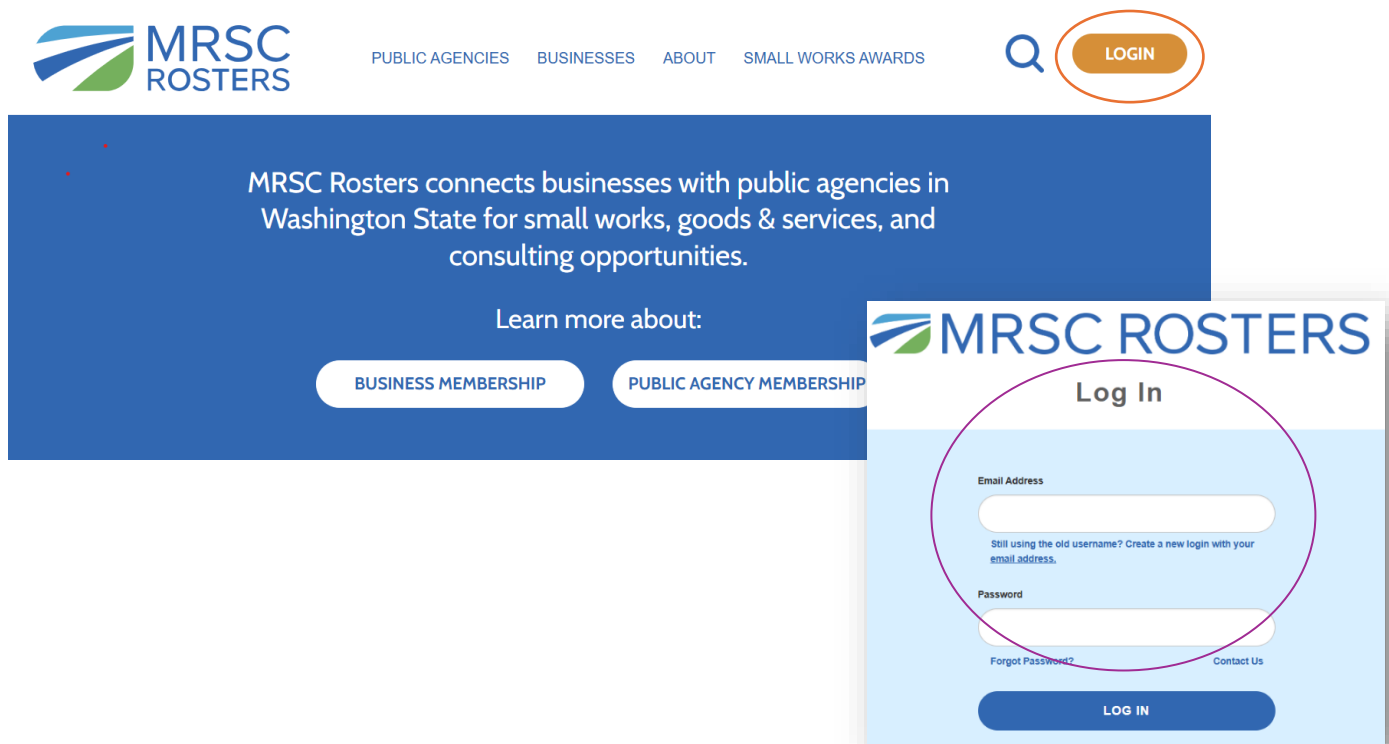 MRSC
ROSTERS
PUBLIC AGENCIES BUSINESSES ABOUT SMALL WORKS AWARDS LOGIN
MRSC Rosters connects businesses with public agencies in
Washington State for small works, goods & services, and
consulting opportunities.
Learn more about:
BUSINESS MEMBERSHIP PUBLIC AGENCY MEMBERSHIP
MRSC ROSTERS
Log In
Email Address
Still using the old username? Create a new login with your
email address.
Password
Forgot Password? Contact Us
LOG IN